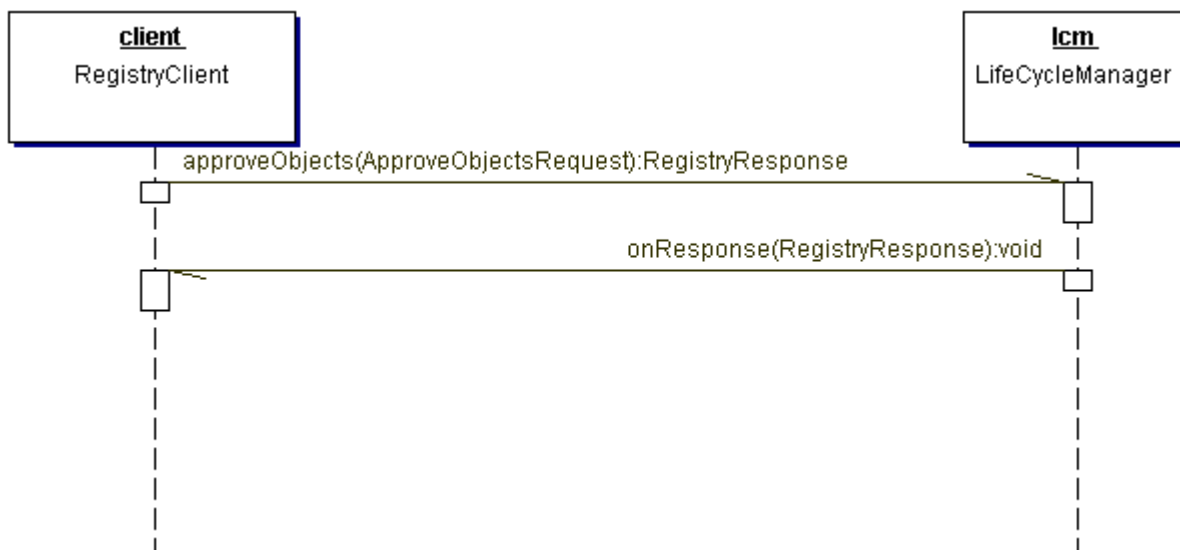 client
RegistryClient
lcm
LifeCycleManager
approveObjects(ApproveObjectsRequest):RegistryResponse
onResponse(RegistryResponse):void